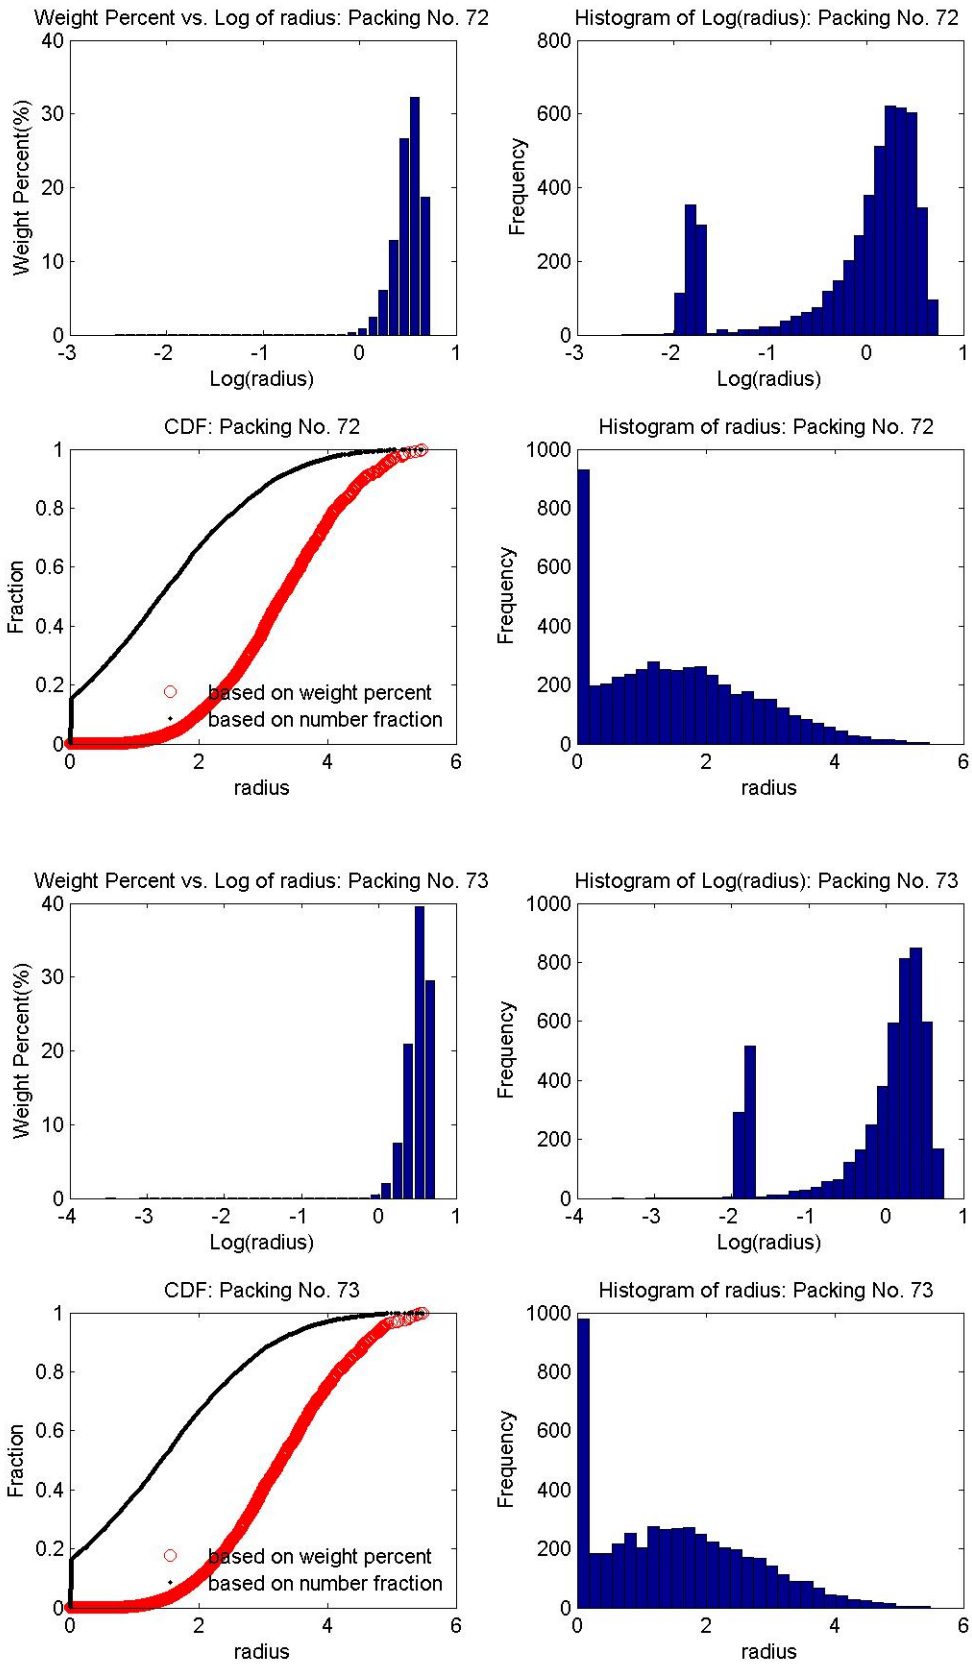 Weight Percent vs. Log of radius: Packing No. 72
40
30
20
10
0
-3
-2
-1
0
1
Weight Percent(%)
Log(radius)
Histogram of Log(radius): Packing No. 72
800
600
400
200
0
-3
-2
-1
0
1
Frequency
Log(radius)
CDF: Packing No. 72
1
0.8
0.6
0.4
0.2
0
0
2
4
6
Fraction
radius
based on weight percent
based on number fraction
Histogram of radius: Packing No. 72
1000
800
600
400
200
0
0
2
4
6
Frequency
radius
Weight Percent vs. Log of radius: Packing No. 73
40
30
20
10
0
-4
-3
-2
-1
0
1
Weight Percent(%)
Log(radius)
Histogram of Log(radius): Packing No. 73
1000
800
600
400
200
0
-4
-3
-2
-1
0
1
Frequency
Log(radius)
CDF: Packing No. 73
1
0.8
0.6
0.4
0.2
0
0
2
4
6
Fraction
radius
based on weight percent
based on number fraction
Histogram of radius: Packing No. 73
1000
800
600
400
200
0
0
2
4
6
Frequency
radius